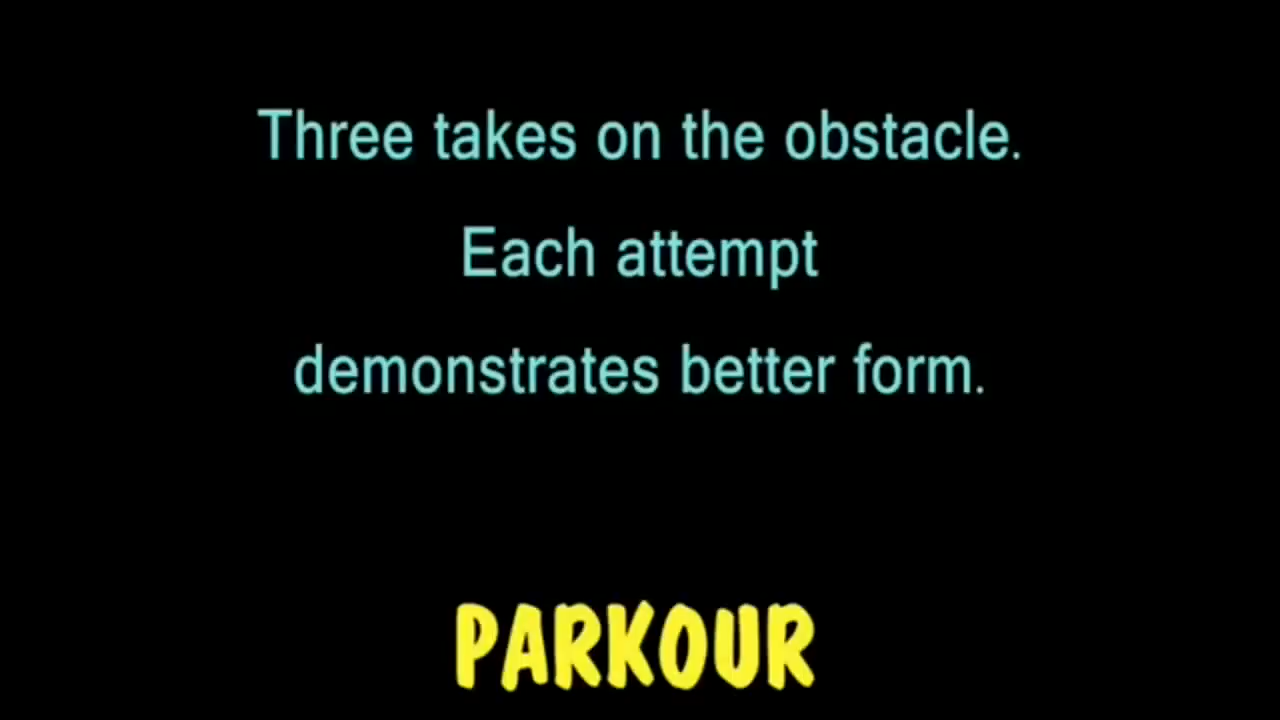 Three takes on the obstacle.
Each attempt
demonstrates better form.
PARKOUR